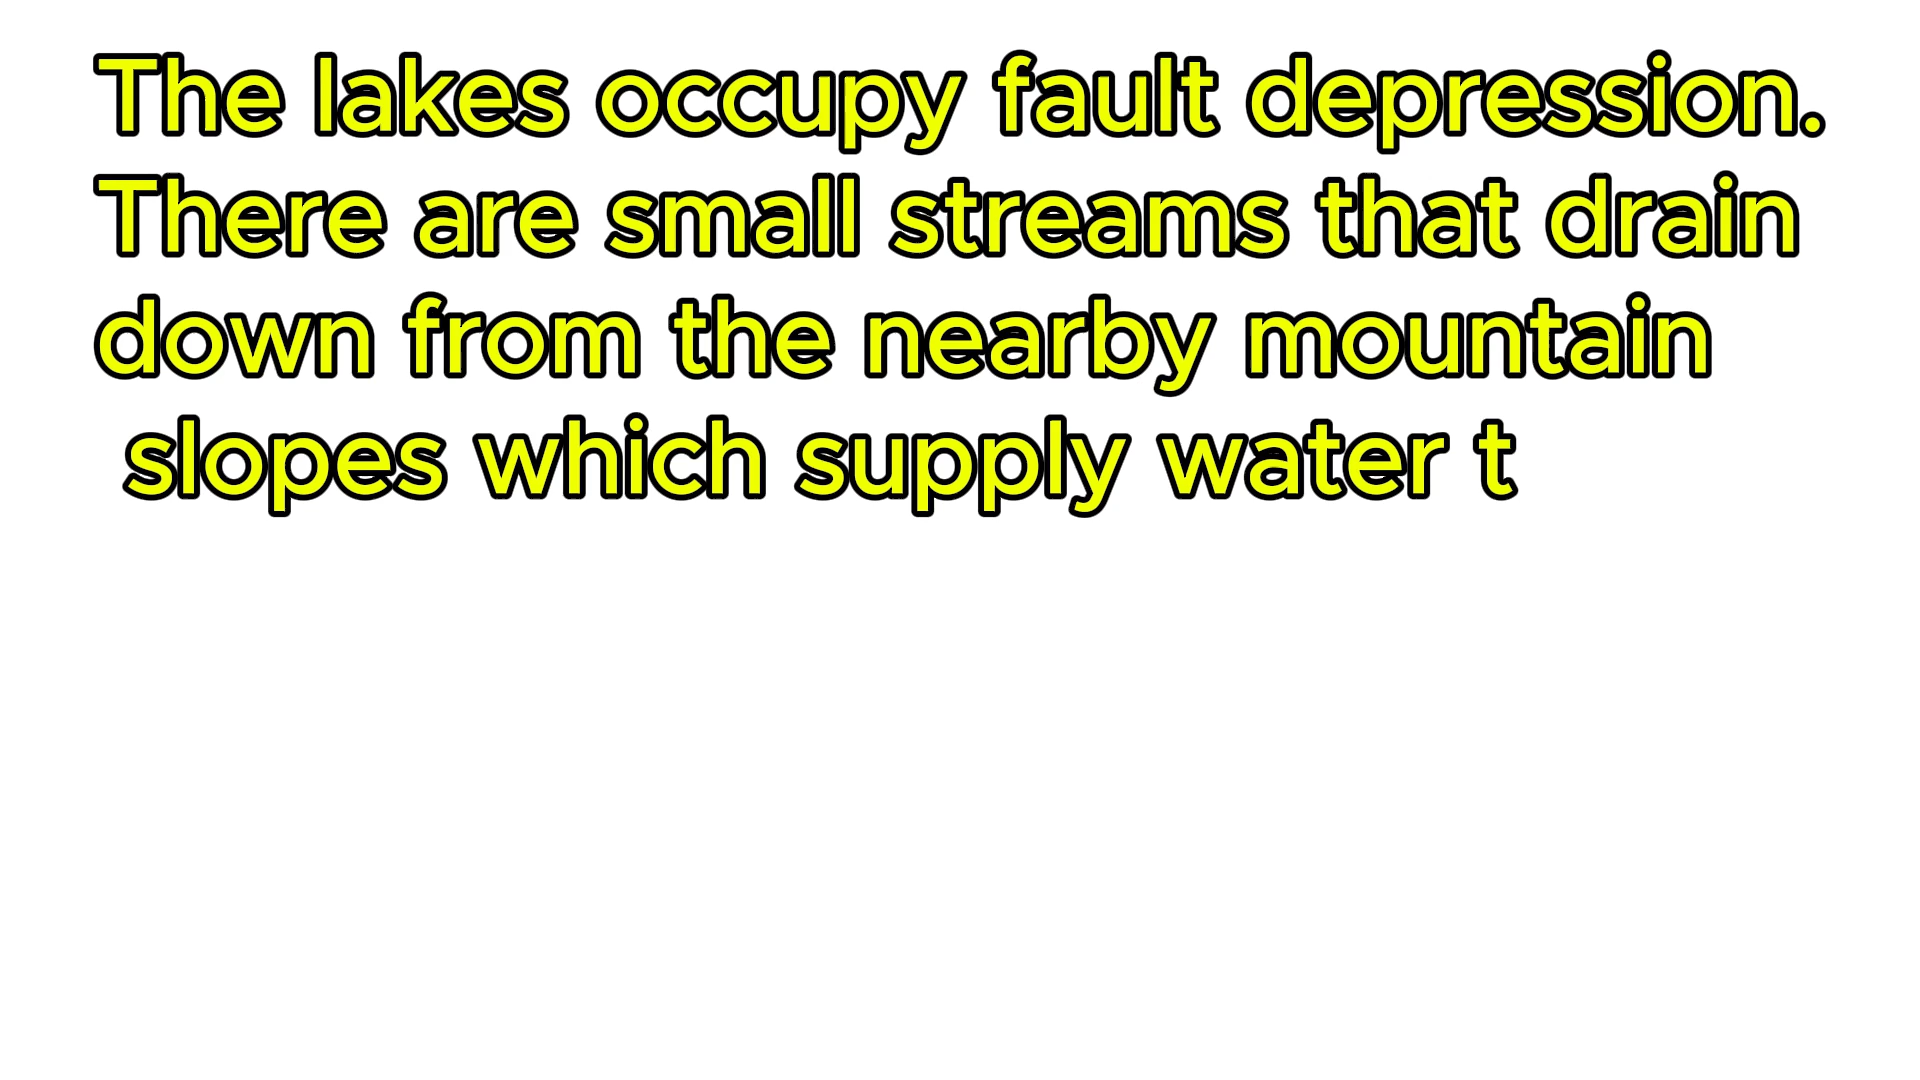 The lakes occupy fault depression.
There are small streams that drain
down from the nearby mountain
slopes which supply water t